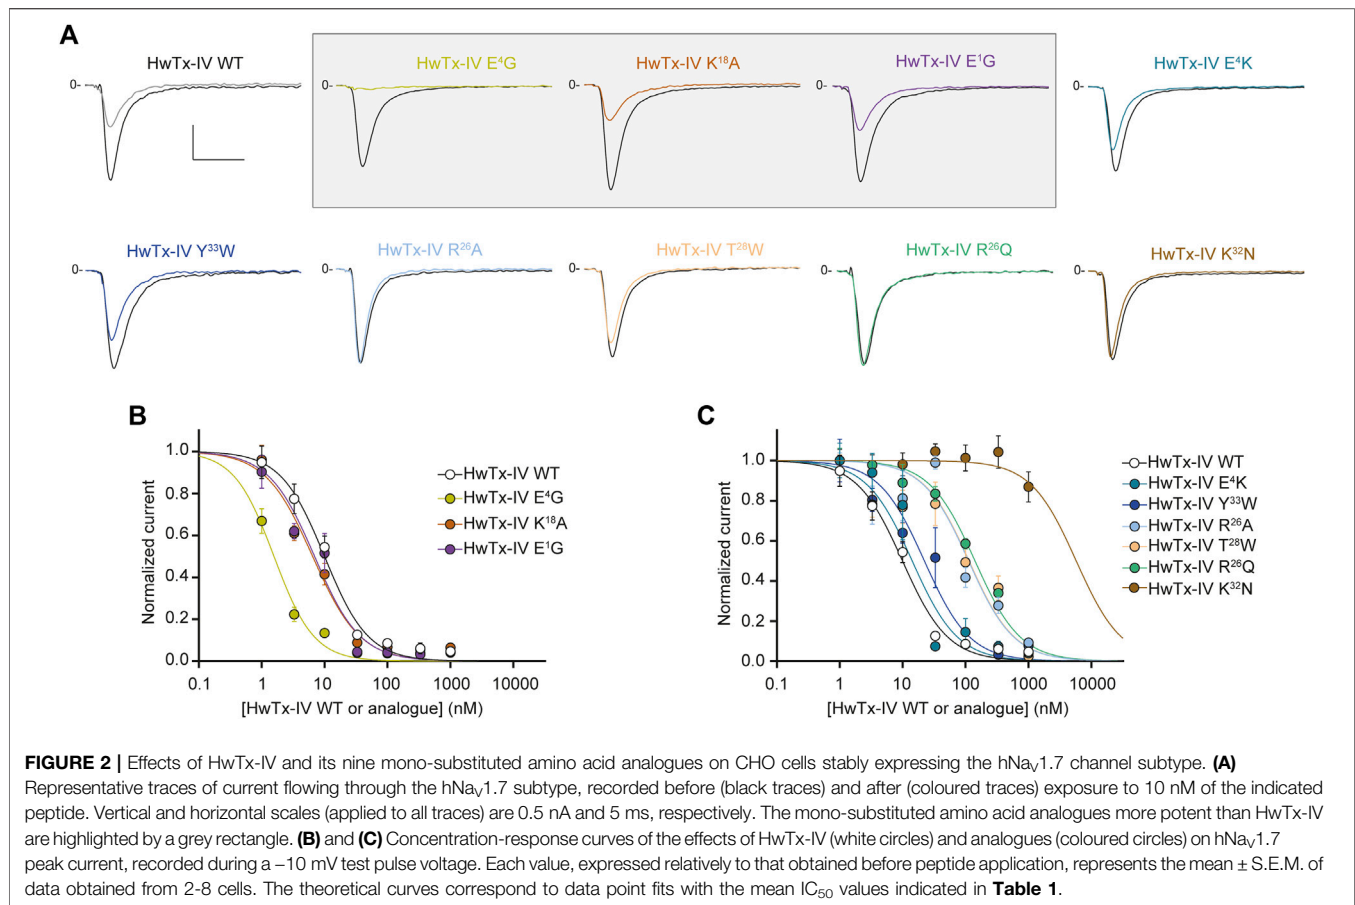 A
HwTx-IV WT
HwTx-IV E⁴G
HwTx-IV K¹⁸A
HwTx-IV E¹G
HwTx-IV E⁴K
0-
0-
0-
0-
0-
HwTx-IV Y³³W
HwTx-IV R²⁶A
HwTx-IV T²⁸W
HwTx-IV R²⁶Q
HwTx-IV K³²N
0-
0-
0-
0-
0-
B
Normalized current
1.0
0.8
0.6
0.4
0.2
0.0
0.1 1 10 100 1000 10000
[HwTx-IV WT or analogue] (nM)
HwTx-IV WT
HwTx-IV E⁴G
HwTx-IV K¹⁸A
HwTx-IV E¹G
C
Normalized current
1.0
0.8
0.6
0.4
0.2
0.0
0.1 1 10 100 1000 10000
[HwTx-IV WT or analogue] (nM)
HwTx-IV WT
HwTx-IV E⁴K
HwTx-IV Y³³W
HwTx-IV R²⁶A
HwTx-IV T²⁸W
HwTx-IV R²⁶Q
HwTx-IV K³²N
FIGURE 2 | Effects of HwTx-IV and its nine mono-substituted amino acid analogues on CHO cells stably expressing the hNaᵥ1.7 channel subtype. (A)
Representative traces of current flowing through the hNaᵥ1.7 subtype, recorded before (black traces) and after (coloured traces) exposure to 10 nM of the indicated
peptide. Vertical and horizontal scales (applied to all traces) are 0.5 nA and 5 ms, respectively. The mono-substituted amino acid analogues more potent than HwTx-IV
are highlighted by a grey rectangle. (B) and (C) Concentration-response curves of the effects of HwTx-IV (white circles) and analogues (coloured circles) on hNaᵥ1.7
peak current, recorded during a −10 mV test pulse voltage. Each value, expressed relatively to that obtained before peptide application, represents the mean ± S.E.M. of
data obtained from 2-8 cells. The theoretical curves correspond to data point fits with the mean IC₅₀ values indicated in Table 1.